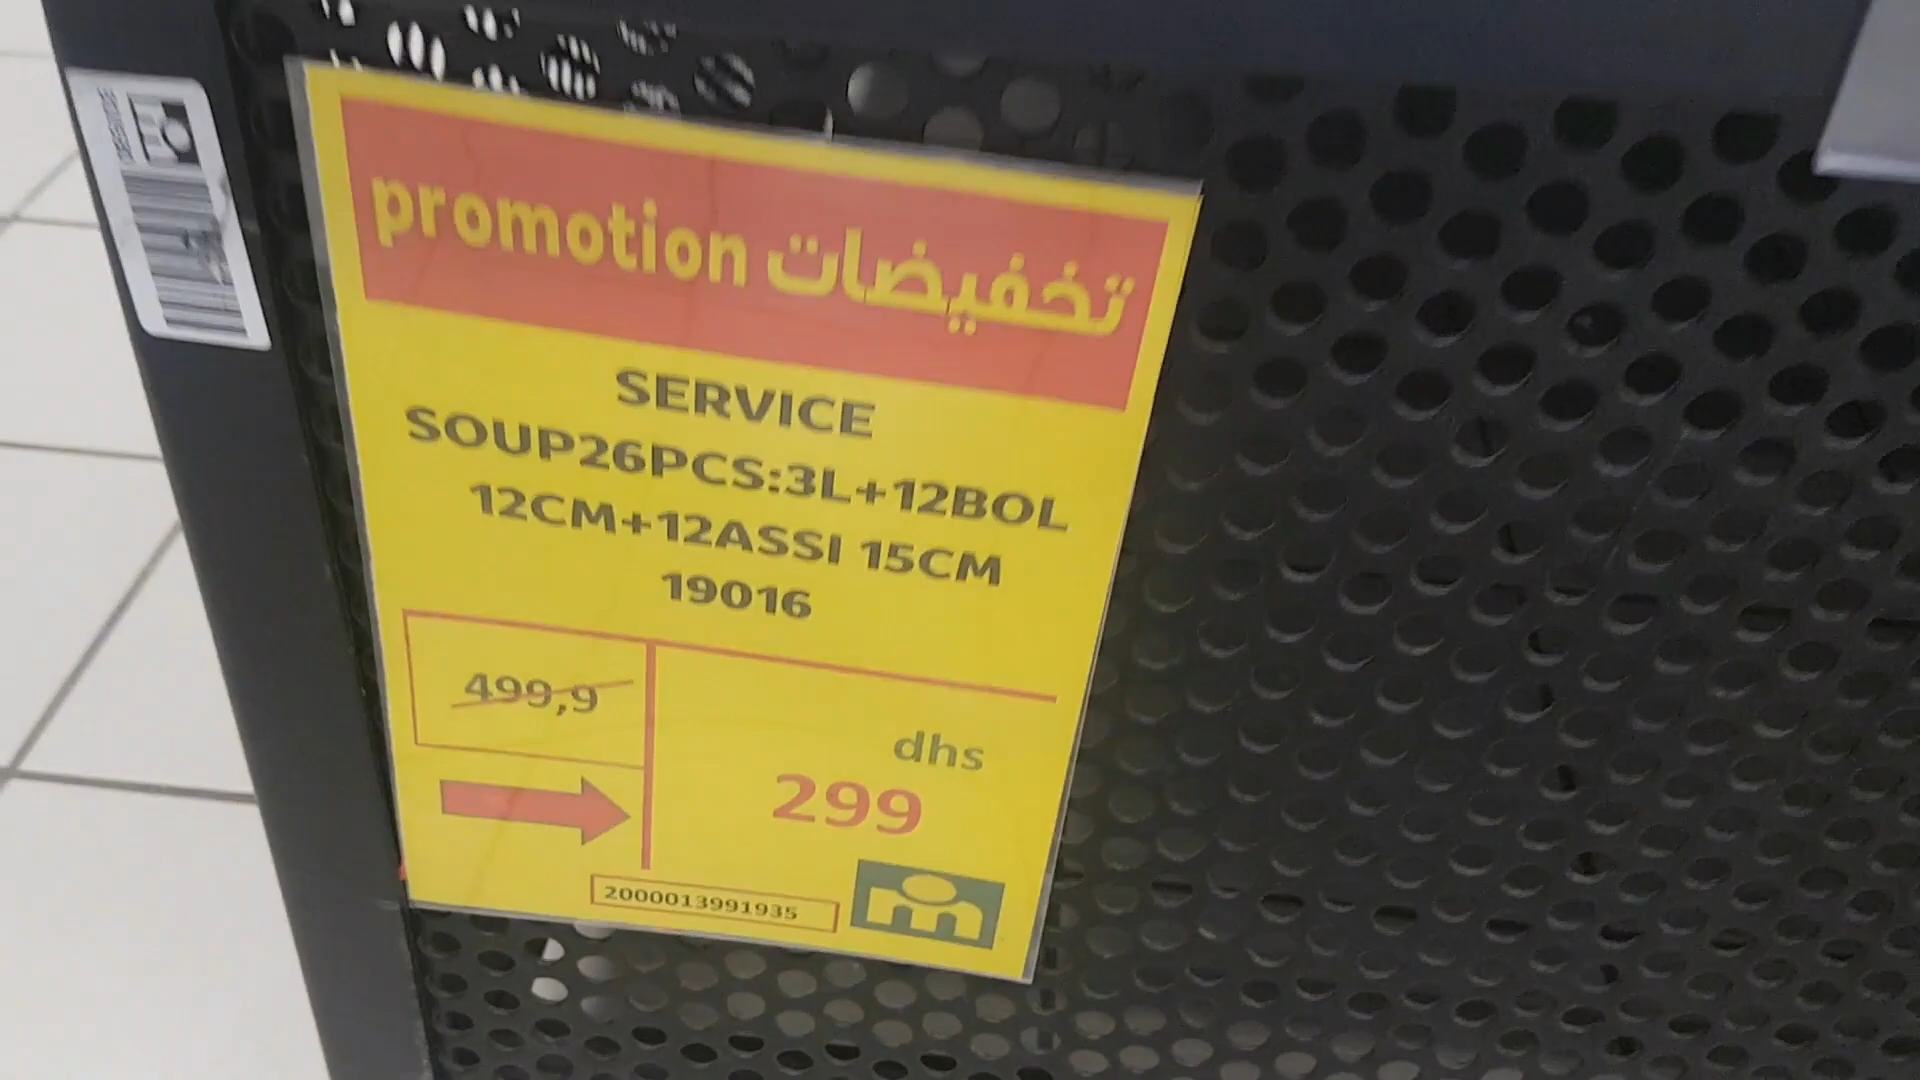 promotion تخفيضات
SERVICE
SOUP26PCS:3L+12BOL
12CM+12ASSI 15CM
19016
499,9
dhs
299
2000013991935